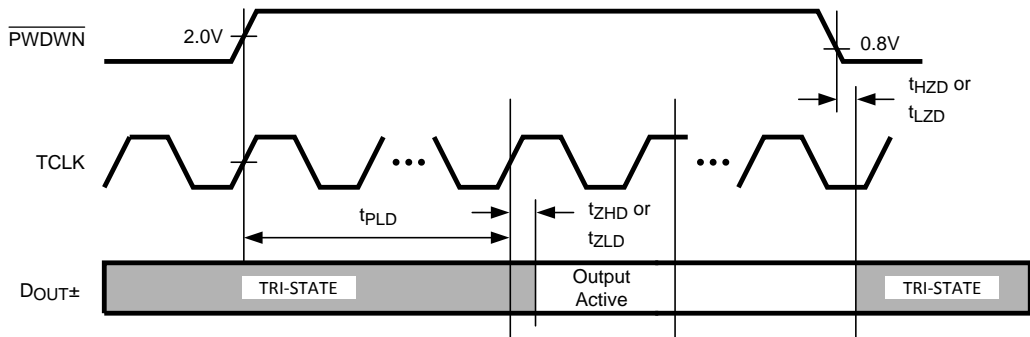 PWDWN
2.0V
0.8V
tHZD or
tLZD
TCLK
•••
•••
tPLD
tZHD or
tZLD
DOUT±
TRI-STATE
Output
Active
TRI-STATE